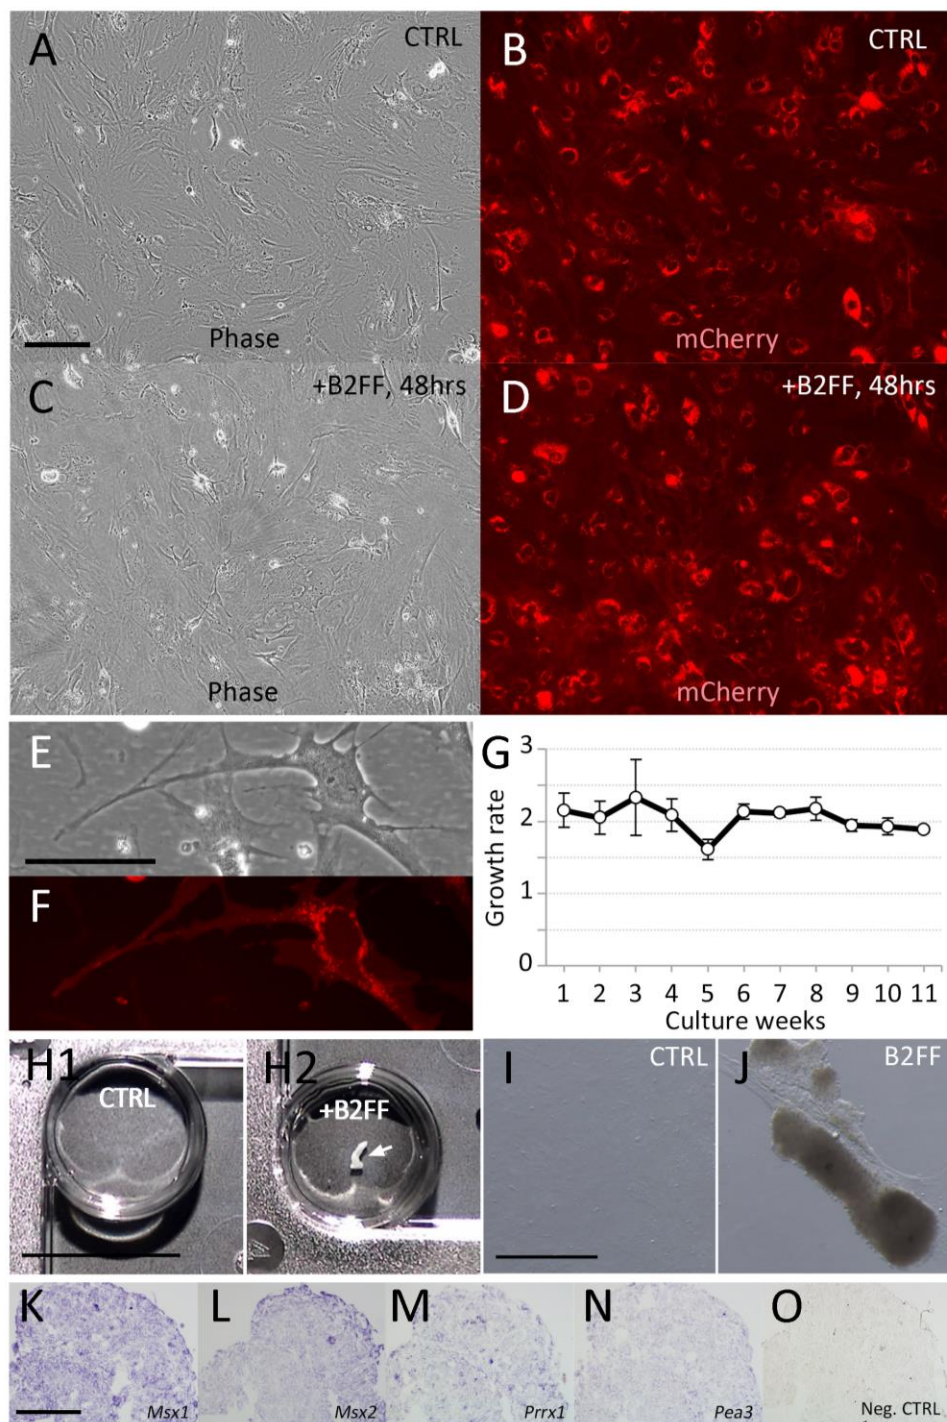 A
CTRL
Phase
B
CTRL
mCherry
C
+B2FF, 48hrs
Phase
D
+B2FF, 48hrs
mCherry
E
F
G
Growth rate
3
2
1
0
1 2 3 4 5 6 7 8 9 10 11
Culture weeks
H1
CTRL
H2
+B2FF
I
CTRL
J
B2FF
K
Msx1
L
Msx2
M
Prrx1
N
Pea3
O
Neg. CTRL